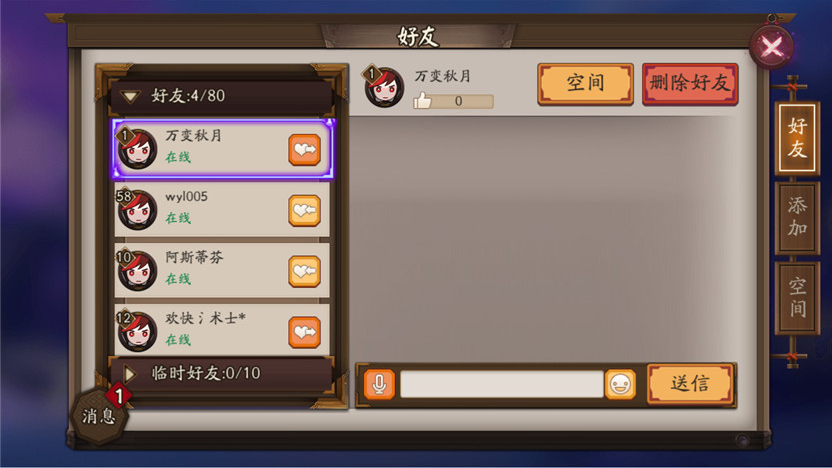 好友
好友:4/80
1
万变秋月
在线
58
wyl005
在线
10
阿斯蒂芬
在线
12
欢快氵术士*
在线
临时好友:0/10
1
消息
1
万变秋月
0
空间
删除好友
送信
好友
添加
空间